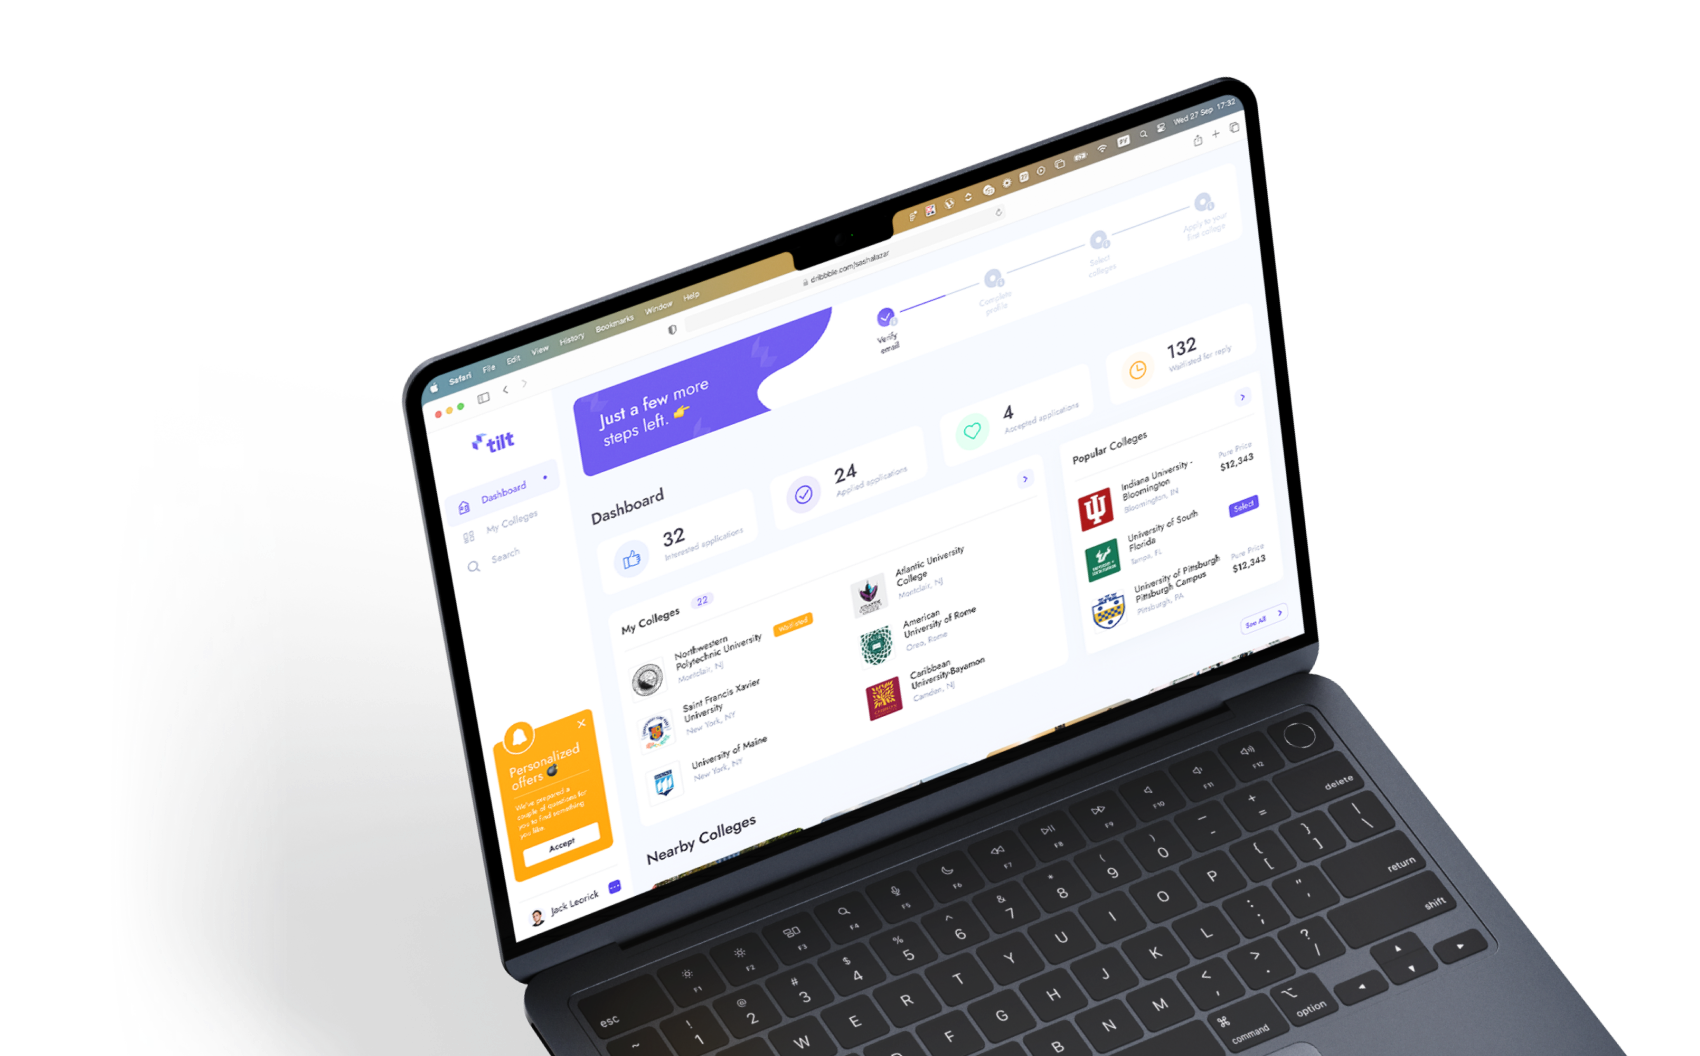 Safari File Edit View History Bookmarks Window Help
Wed 27 Sep 17:32
dribbble.com/sashalazar
tilt
Dashboard
My Colleges
Search
Just a few more
steps left. 👉
Verify
email
Complete
profile
Select
colleges
Apply to your
first college
Dashboard
32
Interested applications
24
Applied applications
4
Accepted applications
132
Waitlisted for reply
My Colleges 22
Northwestern
Polytechnic University
Montclair, NJ
Waitlisted
Saint Francis Xavier
University
New York, NY
University of Maine
New York, NY
Atlantic University
College
Montclair, NJ
American
University of Rome
Orea, Rome
Caribbean
University-Bayamon
Camden, NJ
Popular Colleges
Indiana University -
Bloomington
Bloomington, IN
Pure Price
$12,343
University of South
Florida
Tampa, FL
Select
University of Pittsburgh
Pittsburgh Campus
Pittsburgh, PA
Pure Price
$12,343
See All
Personalized
offers 💣
We've prepared a
couple of questions for
you to find something
you like.
Accept
Nearby Colleges
Jack Leorick
esc
F1 F2 F3 F4 F5 F6 F7 F8 F9 F10 F11 F12
~ ! @ # $ % ^ & * ( ) _ +
1 2 3 4 5 6 7 8 9 0 - =
delete
W E R T Y U I O P { [ } ] | \
D F G H J K L : ; " '
return
B N M < , > . ? /
shift
⌘
command
⌥
option